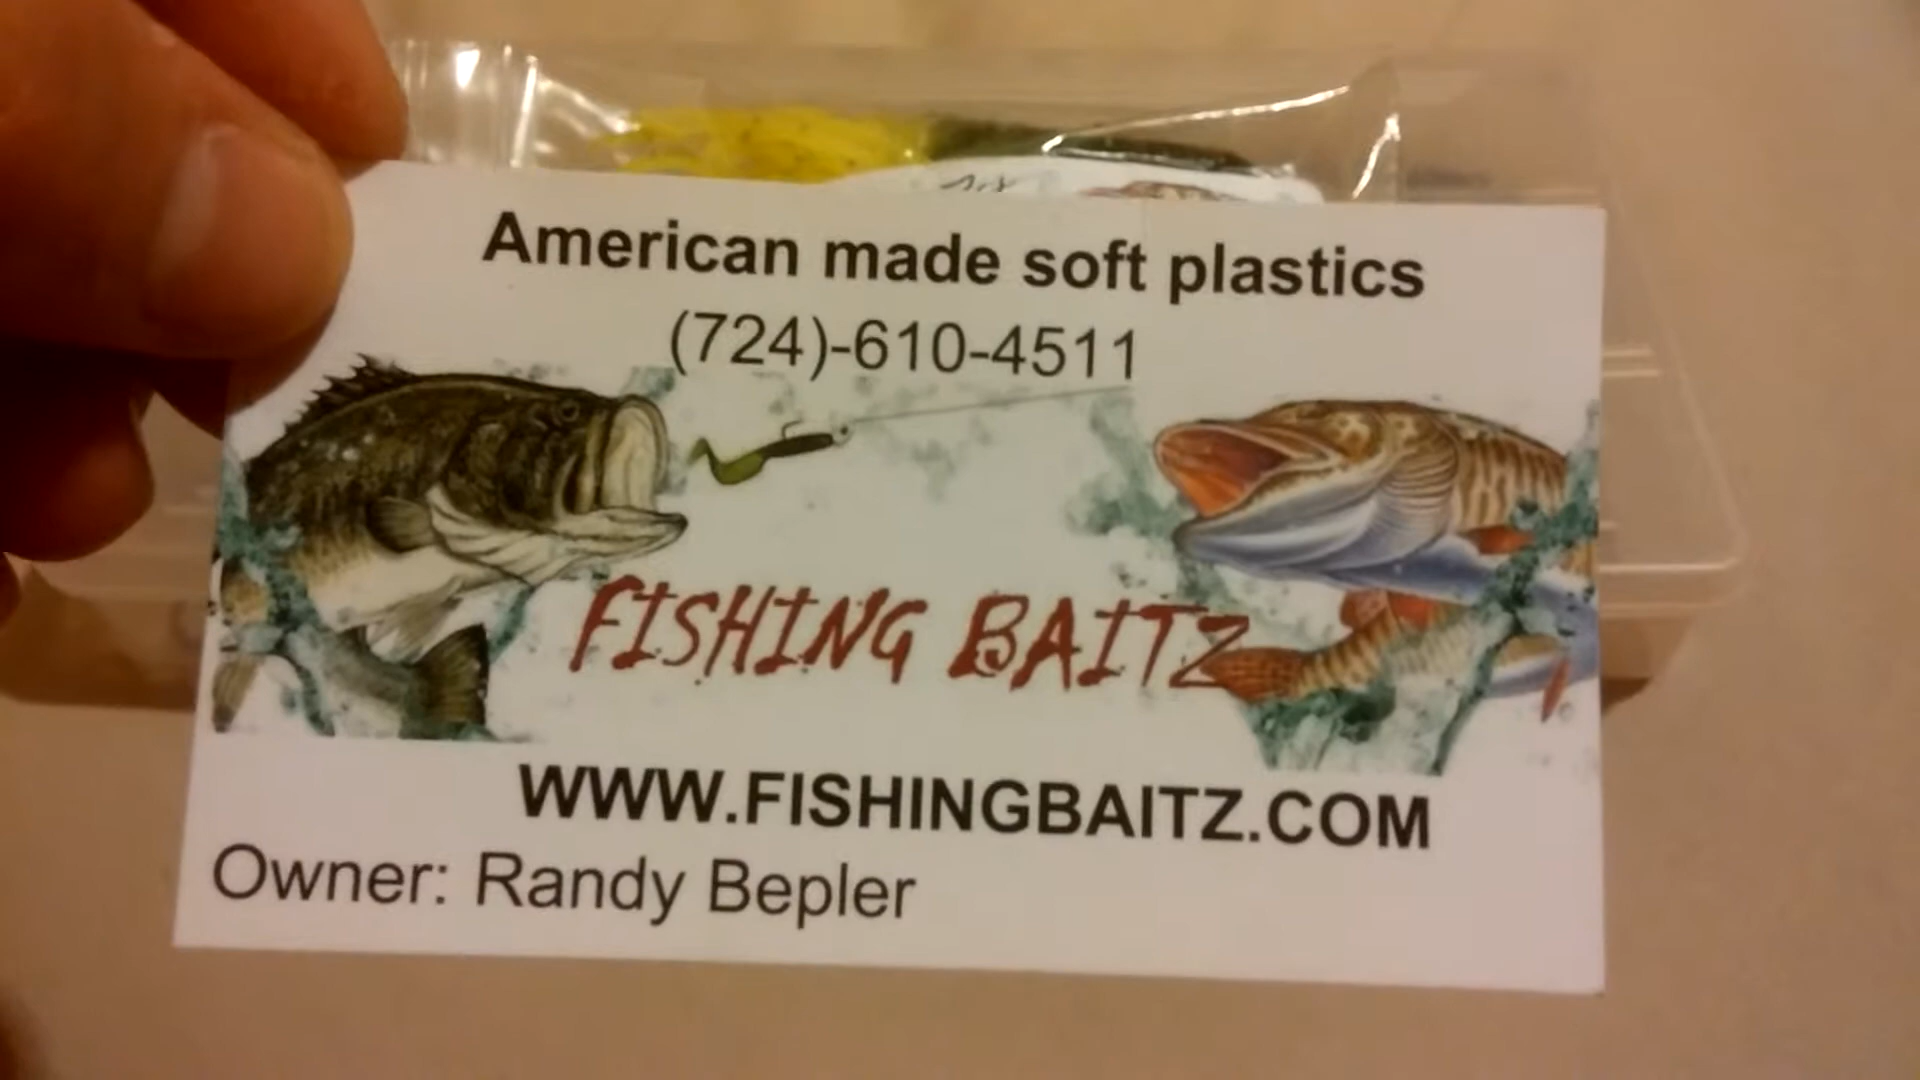 American made soft plastics
(724)-610-4511
FISHING BAITZ
WWW.FISHINGBAITZ.COM
Owner: Randy Bepler